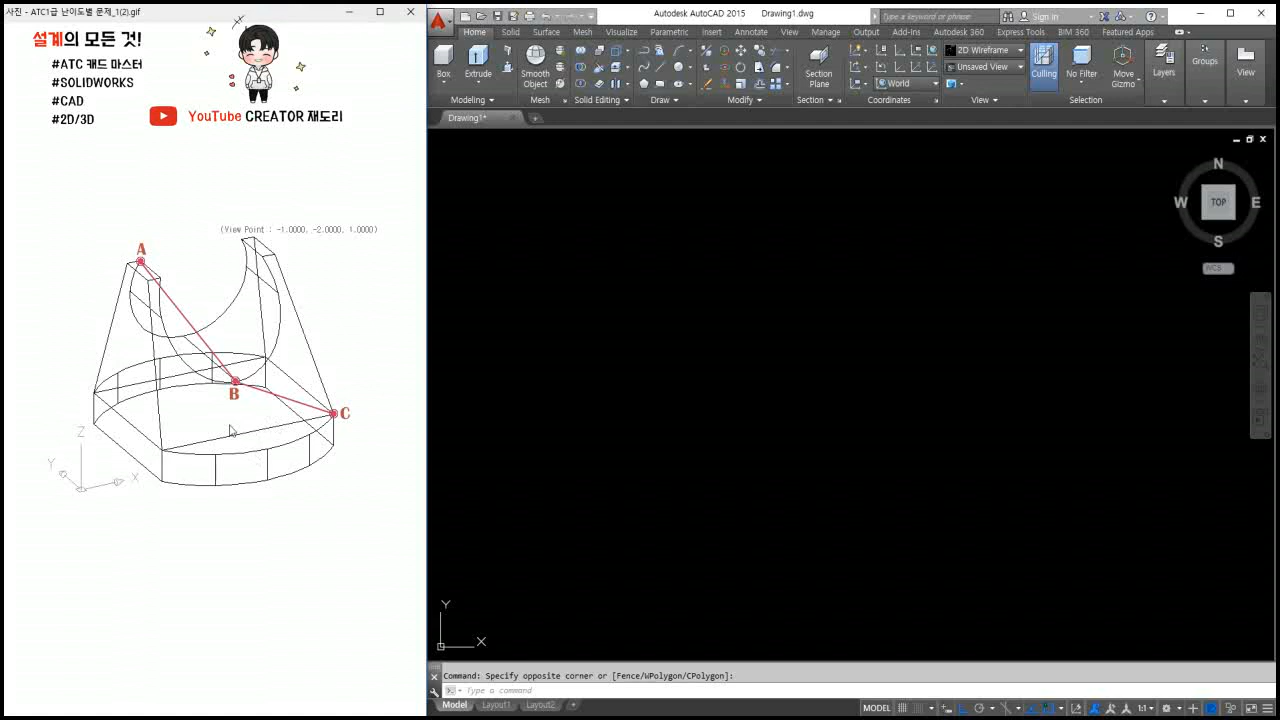 사진 - ATC1급 난이도별 문제_1(2).gif
설계의 모든 것!
#ATC 캐드 마스터
#SOLIDWORKS
#CAD
#2D/3D
YouTube CREATOR 재도리
(View Point : -1.0000, -2.0000, 1.0000)
A
B
C
Z
Y
X
Autodesk AutoCAD 2015 Drawing1.dwg
Type a keyword or phrase
Sign In
Home Solid Surface Mesh Visualize Parametric Insert Annotate View Manage Output Add-Ins Autodesk 360 Express Tools BIM 360 Featured Apps
Box
Extrude
Smooth Object
Section Plane
World
2D Wireframe
Unsaved View
Culling
No Filter
Move Gizmo
Layers
Groups
View
Modeling
Mesh
Solid Editing
Draw
Modify
Section
Coordinates
View
Selection
Drawing1*
N
W
TOP
E
S
WCS
Y
X
Command: Specify opposite corner or [Fence/WPolygon/CPolygon]:
Type a command
Model Layout1 Layout2 +
MODEL
1:1